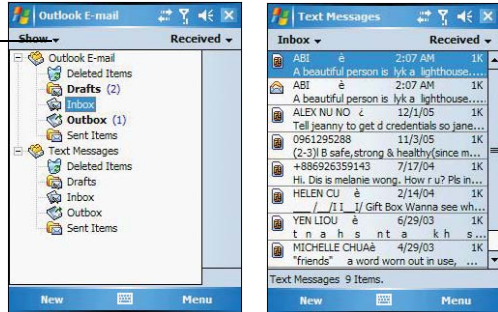 Outlook E-mail
Show Received
Outlook E-mail
Deleted Items
Drafts (2)
Inbox
Outbox (1)
Sent Items
Text Messages
Deleted Items
Drafts
Inbox
Outbox
Sent Items
New Menu
Text Messages
Inbox Received
ABI è 2:07 AM 1K
A beautiful person is lyk a lighthouse.....
ABI è 2:07 AM 1K
A beautiful person is lyk a lighthouse.....
ALEX NU NO ¿ 12/1/05 1K
Tell jeanny to get d credentials so jane...
0961295288 11/3/05 1K
(2-3)I B safe,strong & healthy(since m...
+886926359143 7/17/04 1K
Hi. Dis is melanie wong. How r u? Pls in...
HELEN CU è 2/14/04 1K
__/__/I I__I/ Gift Box Wanna see wh...
YEN LIOU è 6/29/03 1K
t n a h s n t a k h s...
MICHELLE CHUAè 4/29/03 1K
"friends" a word worn out in use, ...
Text Messages 9 Items.
New Menu